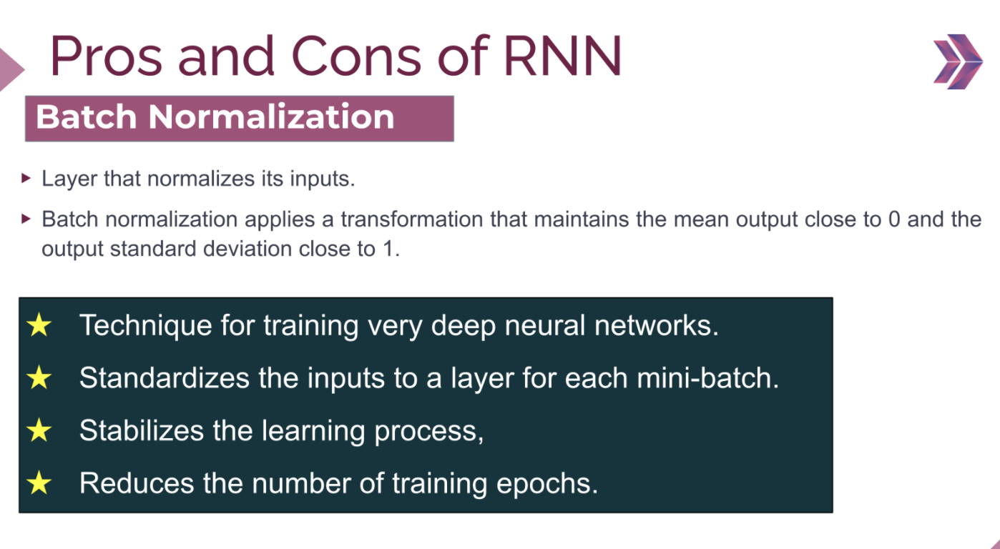 Pros and Cons of RNN
Batch Normalization
Layer that normalizes its inputs.
Batch normalization applies a transformation that maintains the mean output close to 0 and the
output standard deviation close to 1.
Technique for training very deep neural networks.
Standardizes the inputs to a layer for each mini-batch.
Stabilizes the learning process,
Reduces the number of training epochs.